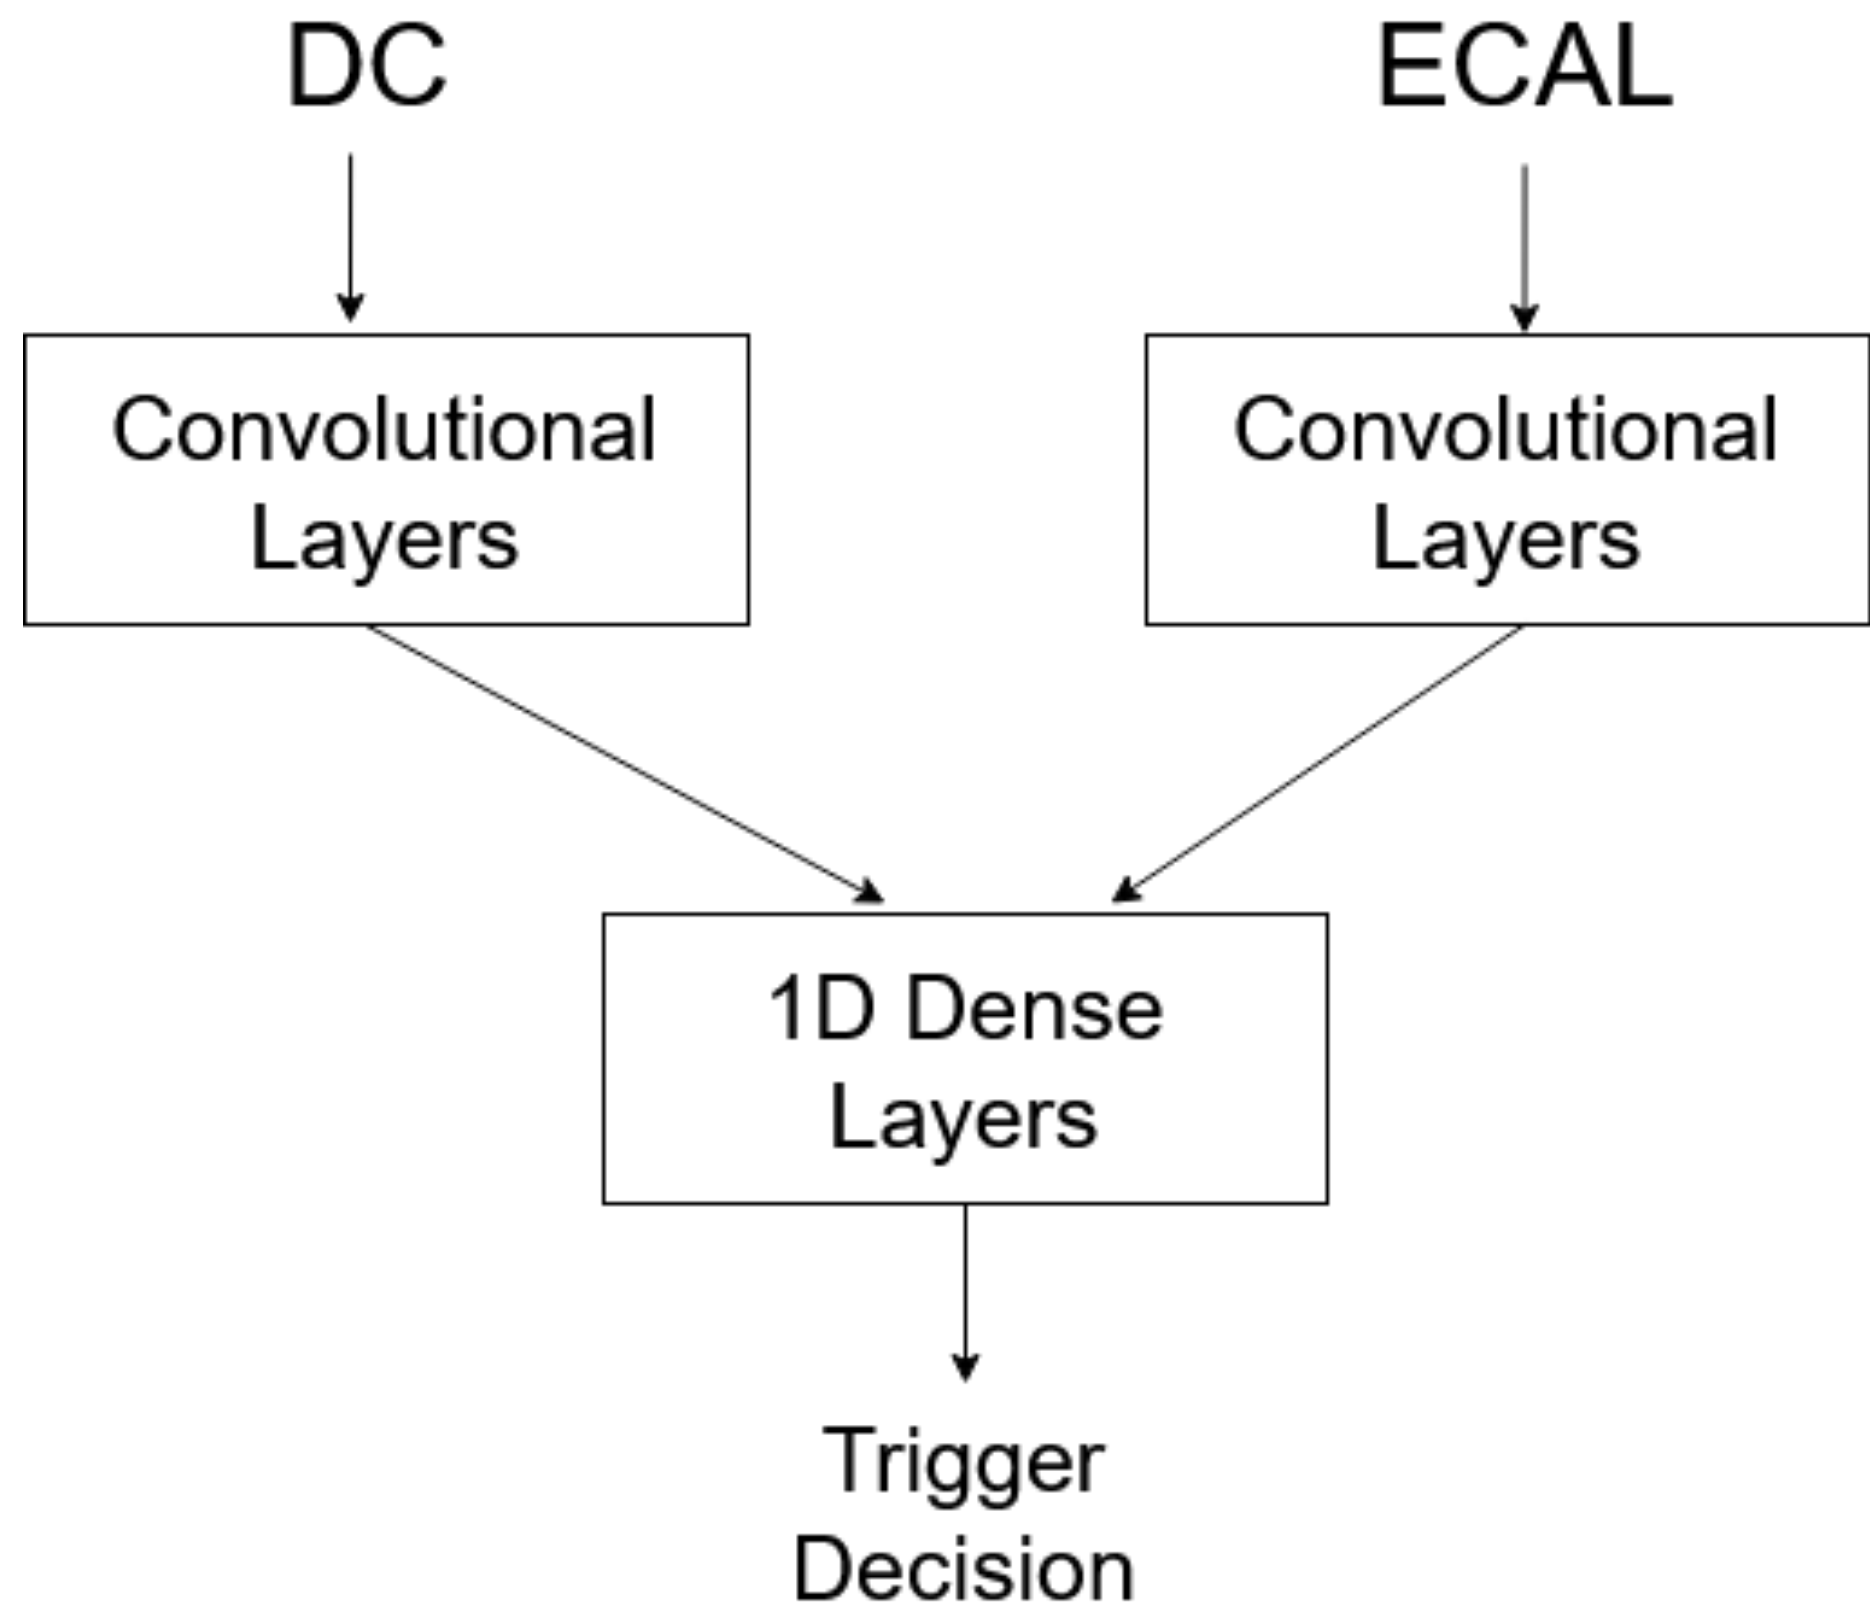 DC
ECAL
Convolutional
Layers
Convolutional
Layers
1D Dense
Layers
Trigger
Decision